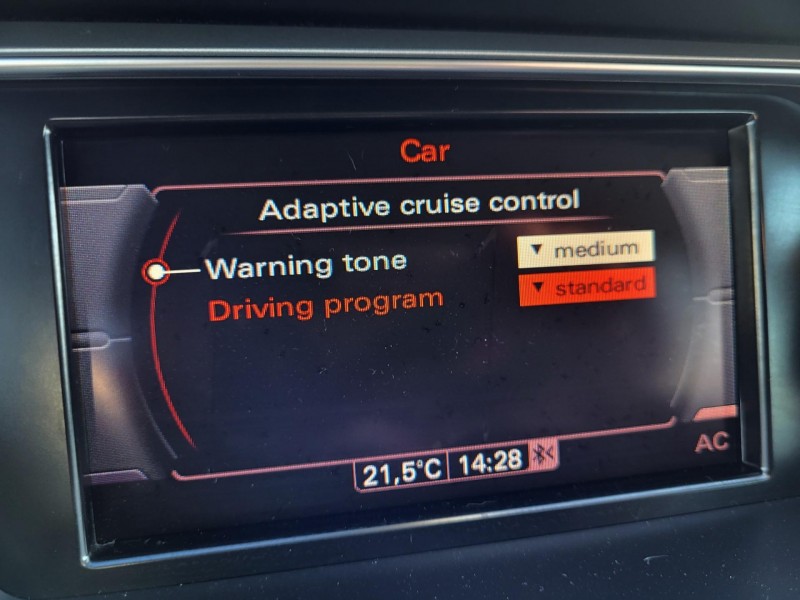 Car
Adaptive cruise control
Warning tone medium
Driving program standard
21,5°C 14:28
AC